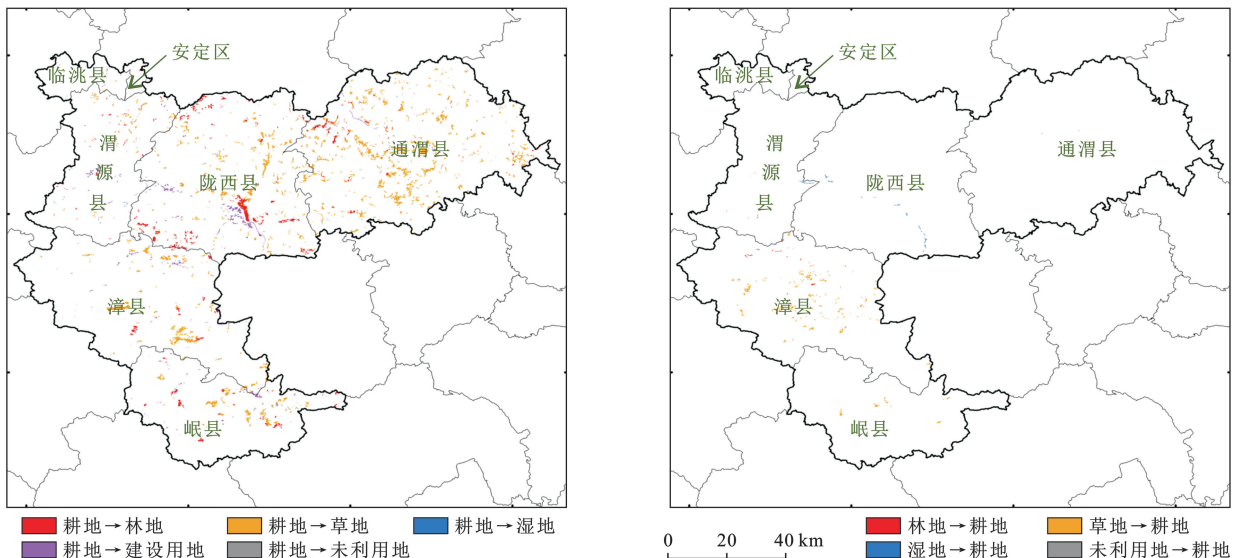 安定区
临洮县
渭源县
陇西县
通渭县
漳县
岷县
耕地→林地 耕地→草地 耕地→湿地
耕地→建设用地 耕地→未利用地
安定区
临洮县
渭源县
陇西县
通渭县
漳县
岷县
0 20 40 km
林地→耕地 草地→耕地
湿地→耕地 未利用地→耕地